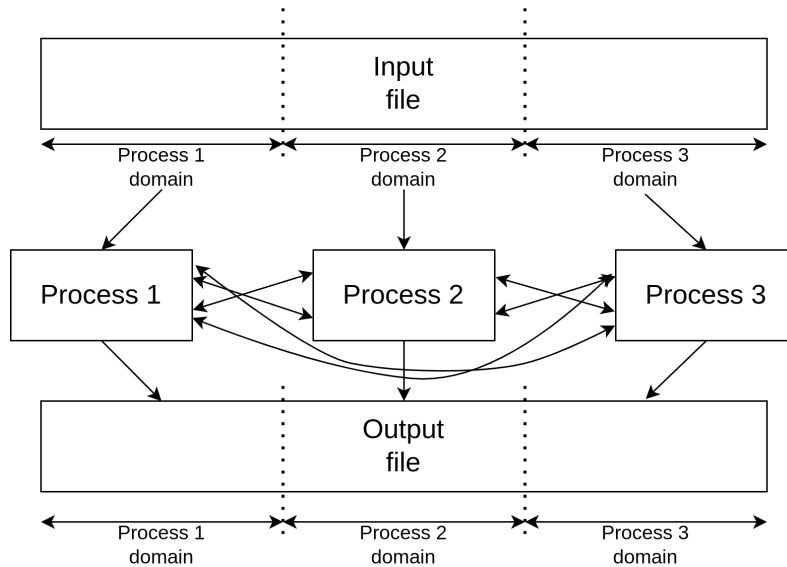 Input
file
Process 1
domain
Process 2
domain
Process 3
domain
Process 1
Process 2
Process 3
Output
file
Process 1
domain
Process 2
domain
Process 3
domain